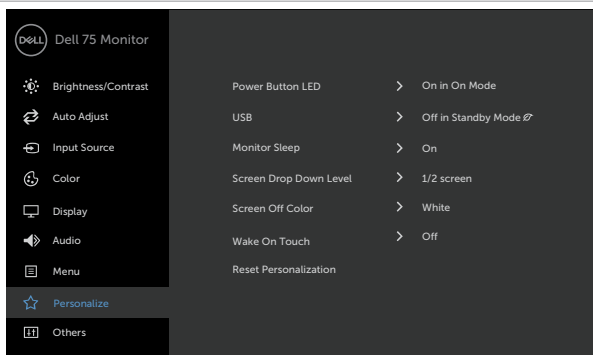 DELL Dell 75 Monitor
Brightness/Contrast
Auto Adjust
Input Source
Color
Display
Audio
Menu
Personalize
Others
Power Button LED > On in On Mode
USB > Off in Standby Mode
Monitor Sleep > On
Screen Drop Down Level > 1/2 screen
Screen Off Color > White
Wake On Touch > Off
Reset Personalization